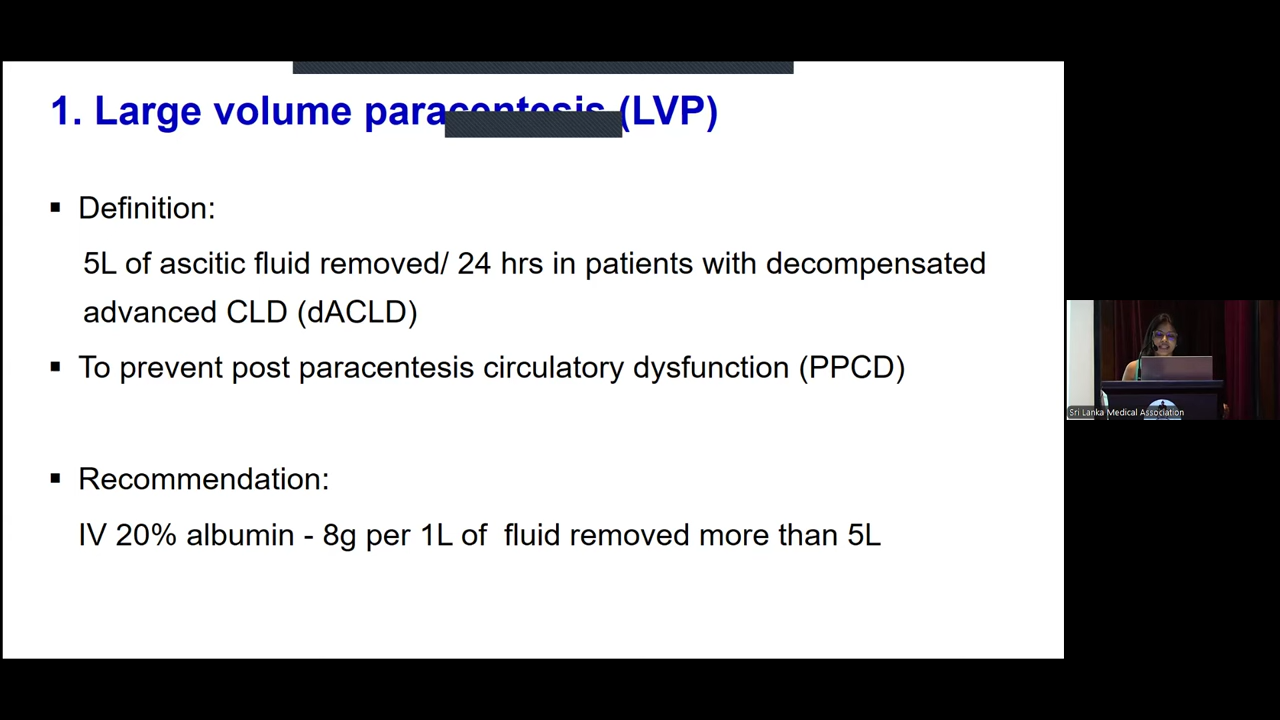 1. Large volume paracentesis (LVP)
▪ Definition:
5L of ascitic fluid removed/ 24 hrs in patients with decompensated
advanced CLD (dACLD)
▪ To prevent post paracentesis circulatory dysfunction (PPCD)
▪ Recommendation:
IV 20% albumin - 8g per 1L of fluid removed more than 5L
Sri Lanka Medical Association